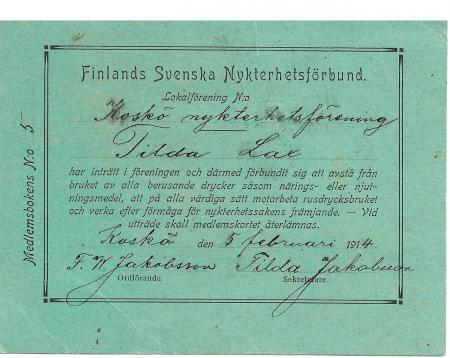 Medlemsbokens N:o 5
Finlands Svenska Nykterhetsförbund.
Lokalförening N:o
Koskö nykterhetsförening
Tilda Lax
har inträtt i föreningen och därmed förbundit sig att avstå från
bruket av alla berusande drycker såsom närings- eller njut-
ningsmedel, att på alla värdiga sätt motarbeta rusdrycksbruket
och verka efter förmåga för nykterhetssakens främjande. — Vid
utträde skall medlemskortet återlämnas.
Koskö den 5 februari 1914.
F. W. Jakobsson Tilda Jakobsson
Ordförande. Sekreterare.